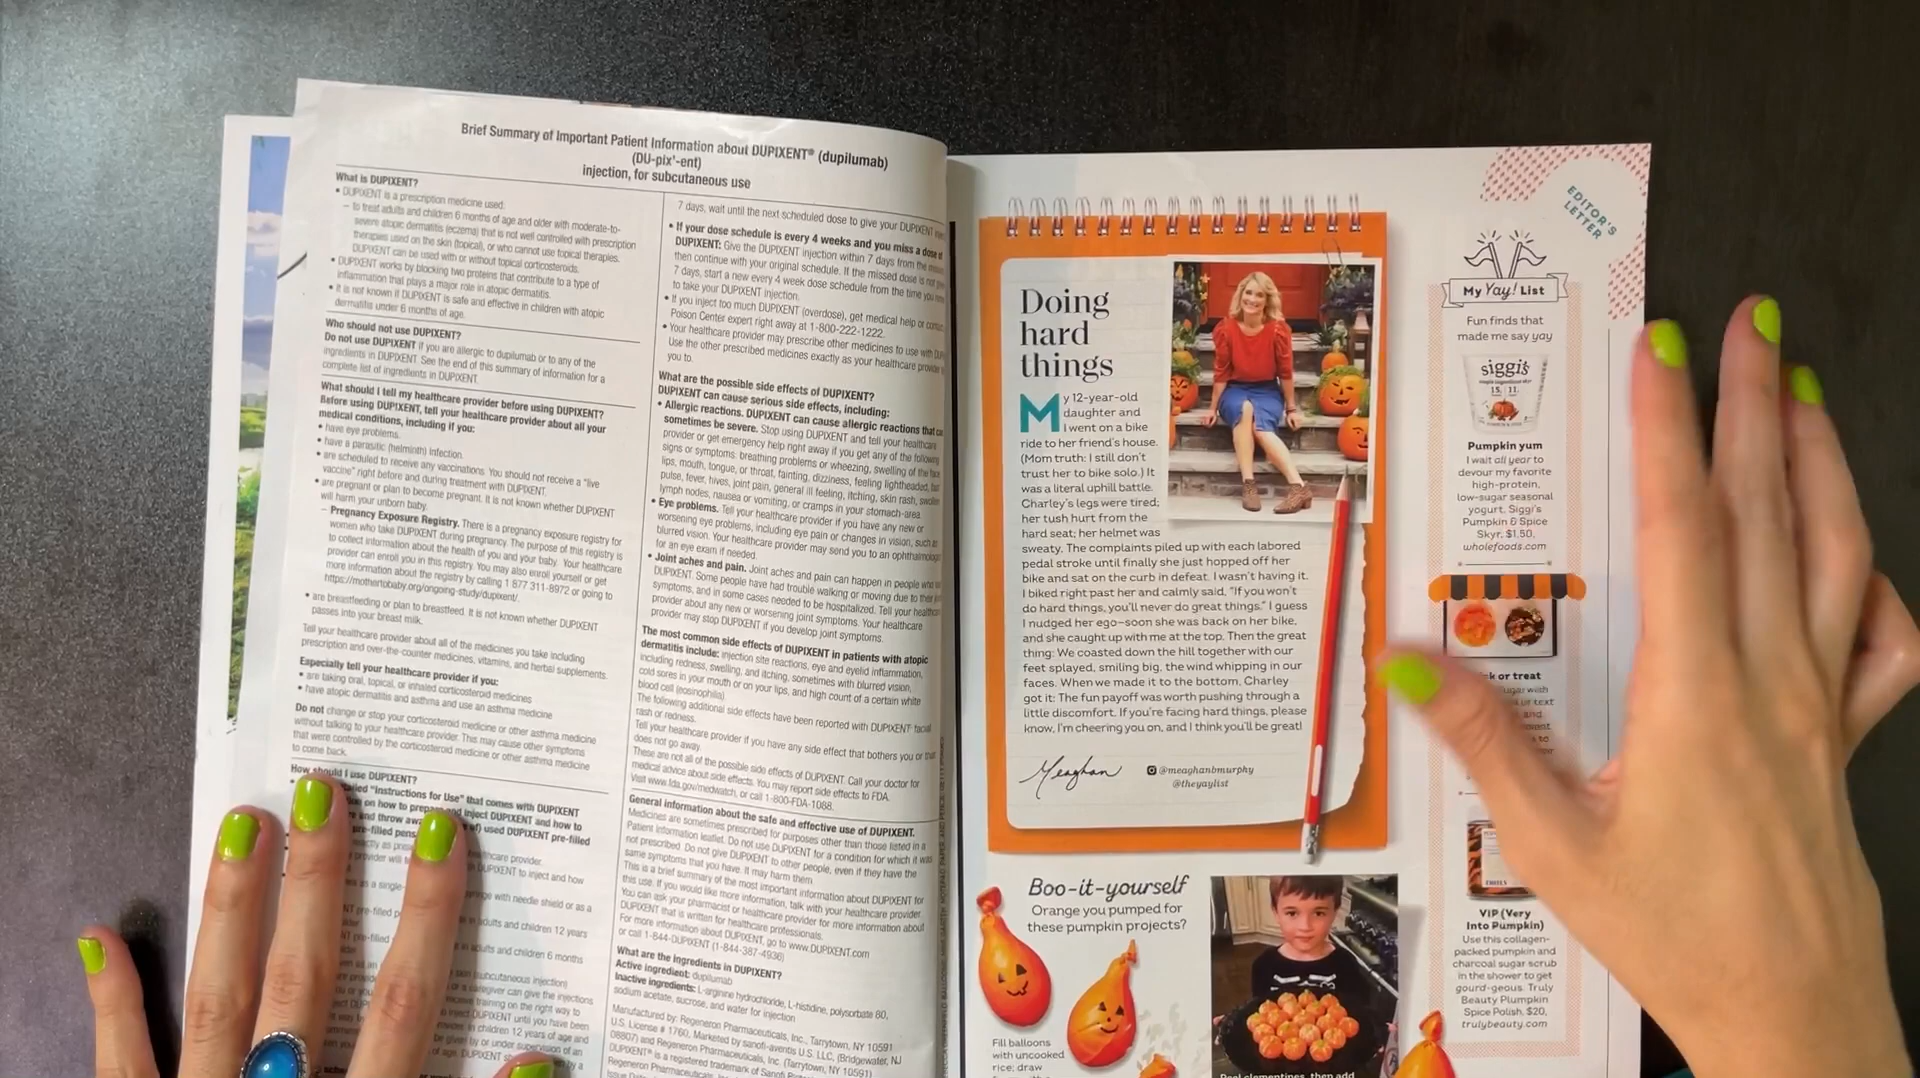 Brief Summary of Important Patient Information about DUPIXENT® (dupilumab)
(DU-pix'-ent)
injection, for subcutaneous use
What is DUPIXENT?
• DUPIXENT is a prescription medicine used:
– to treat adults and children 6 months of age and older with moderate-to-
severe atopic dermatitis (eczema) that is not well controlled with prescription
therapies used on the skin (topical), or who cannot use topical therapies.
DUPIXENT can be used with or without topical corticosteroids.
• DUPIXENT works by blocking two proteins that contribute to a type of
inflammation that plays a major role in atopic dermatitis.
• It is not known if DUPIXENT is safe and effective in children with atopic
dermatitis under 6 months of age.
Who should not use DUPIXENT?
Do not use DUPIXENT if you are allergic to dupilumab or to any of the
ingredients in DUPIXENT. See the end of this summary of information for a
complete list of ingredients in DUPIXENT.
What should I tell my healthcare provider before using DUPIXENT?
Before using DUPIXENT, tell your healthcare provider about all your
medical conditions, including if you:
• have eye problems.
• have a parasitic (helminth) infection.
• are scheduled to receive any vaccinations. You should not receive a "live
vaccine" right before and during treatment with DUPIXENT.
• are pregnant or plan to become pregnant. It is not known whether DUPIXENT
will harm your unborn baby.
– Pregnancy Exposure Registry. There is a pregnancy exposure registry for
women who take DUPIXENT during pregnancy. The purpose of this registry is
to collect information about the health of you and your baby. Your healthcare
provider can enroll you in this registry. You may also enroll yourself or get
more information about the registry by calling 1 877 311-8972 or going to
https://mothertobaby.org/ongoing-study/dupixent/.
• are breastfeeding or plan to breastfeed. It is not known whether DUPIXENT
passes into your breast milk.
Tell your healthcare provider about all of the medicines you take including
prescription and over-the-counter medicines, vitamins, and herbal supplements.
Especially tell your healthcare provider if you:
• are taking oral, topical, or inhaled corticosteroid medicines
• have atopic dermatitis and asthma and use an asthma medicine
Do not change or stop your corticosteroid medicine or other asthma medicine
without talking to your healthcare provider. This may cause other symptoms
that were controlled by the corticosteroid medicine or other asthma medicine
to come back.
How should I use DUPIXENT?
"Instructions for Use" that comes with DUPIXENT
on how to prepare and inject DUPIXENT and how to
and throw away of) used DUPIXENT pre-filled
7 days, wait until the next scheduled dose to give your DUPIXENT
• If your dose schedule is every 4 weeks and you miss a dose of
DUPIXENT: Give the DUPIXENT injection within 7 days from the
then continue with your original schedule. If the missed dose is not
7 days, start a new every 4 week dose schedule from the time you
to take your DUPIXENT injection.
• If you inject too much DUPIXENT (overdose), get medical help or
Poison Center expert right away at 1-800-222-1222.
• Your healthcare provider may prescribe other medicines to use with
Use the other prescribed medicines exactly as your healthcare provider
you to.
What are the possible side effects of DUPIXENT?
DUPIXENT can cause serious side effects, including:
• Allergic reactions. DUPIXENT can cause allergic reactions that can
sometimes be severe. Stop using DUPIXENT and tell your healthcare
provider or get emergency help right away if you get any of the following
signs or symptoms: breathing problems or wheezing, swelling of the face,
lips, mouth, tongue, or throat, fainting, dizziness, feeling lightheaded, fast
pulse, fever, hives, joint pain, general ill feeling, itching, skin rash, swollen
lymph nodes, nausea or vomiting, or cramps in your stomach-area.
• Eye problems. Tell your healthcare provider if you have any new or
worsening eye problems, including eye pain or changes in vision, such as
blurred vision. Your healthcare provider may send you to an ophthalmologist
for an eye exam if needed.
• Joint aches and pain. Joint aches and pain can happen in people who
DUPIXENT. Some people have had trouble walking or moving due to their
symptoms, and in some cases needed to be hospitalized. Tell your healthcare
provider about any new or worsening joint symptoms. Your healthcare
provider may stop DUPIXENT if you develop joint symptoms.
The most common side effects of DUPIXENT in patients with atopic
dermatitis include: injection site reactions, eye and eyelid inflammation,
including redness, swelling, and itching, sometimes with blurred vision,
cold sores in your mouth or on your lips, and high count of a certain white
blood cell (eosinophilia).
The following additional side effects have been reported with DUPIXENT: facial
rash or redness.
Tell your healthcare provider if you have any side effect that bothers you or that
does not go away.
These are not all of the possible side effects of DUPIXENT. Call your doctor for
medical advice about side effects. You may report side effects to FDA.
Visit www.fda.gov/medwatch, or call 1-800-FDA-1088.
General information about the safe and effective use of DUPIXENT.
Medicines are sometimes prescribed for purposes other than those listed in a
Patient Information leaflet. Do not use DUPIXENT for a condition for which it was
not prescribed. Do not give DUPIXENT to other people, even if they have the
same symptoms that you have. It may harm them.
This is a brief summary of the most important information about DUPIXENT for
this use. If you would like more information, talk with your healthcare provider.
You can ask your pharmacist or healthcare provider for more information about
DUPIXENT that is written for healthcare professionals.
For more information about DUPIXENT, go to www.DUPIXENT.com
or call 1-844-DUPIXENT (1-844-387-4936)
What are the ingredients in DUPIXENT?
Active ingredient: dupilumab
Inactive ingredients: L-arginine hydrochloride, L-histidine, polysorbate 80,
sodium acetate, sucrose, and water for injection
Manufactured by: Regeneron Pharmaceuticals, Inc., Tarrytown, NY 10591
U.S. License # 1760; Marketed by sanofi-aventis U.S. LLC, (Bridgewater, NJ
08807) and Regeneron Pharmaceuticals, Inc. (Tarrytown, NY 10591)
DUPIXENT® is a registered trademark of Sanofi
EDITOR'S
LETTER
Doing
hard
things
My 12-year-old
daughter and
I went on a bike
ride to her friend's house.
(Mom truth: I still don't
trust her to bike solo.) It
was a literal uphill battle.
Charley's legs were tired;
her tush hurt from the
hard seat; her helmet was
sweaty. The complaints piled up with each labored
pedal stroke until finally she just hopped off her
bike and sat on the curb in defeat. I wasn't having it.
I biked right past her and calmly said, "If you won't
do hard things, you'll never do great things." I guess
I nudged her ego—soon she was back on her bike,
and she caught up with me at the top. Then the great
thing: We coasted down the hill together with our
feet splayed, smiling big, the wind whipping in our
faces. When we made it to the bottom, Charley
got it: The fun payoff was worth pushing through a
little discomfort. If you're facing hard things, please
know, I'm cheering you on, and I think you'll be great!
Meaghan
@meaghanbmurphy
@theyaylist
Boo-it-yourself
Orange you pumped for
these pumpkin projects?
Fill balloons
with uncooked
rice; draw
Peel clementines, then add
My Yay! List
Fun finds that
made me say yay
siggi's
Pumpkin yum
I wait all year to
devour my favorite
high-protein,
low-sugar seasonal
yogurt. Siggi's
Pumpkin & Spice
Skyr, $1.50,
wholefoods.com
or treat
VIP (Very
Into Pumpkin)
Use this collagen-
packed pumpkin and
charcoal sugar scrub
in the shower to get
gourd-geous. Truly
Beauty Plumpkin
Spice Polish, $20,
trulybeauty.com